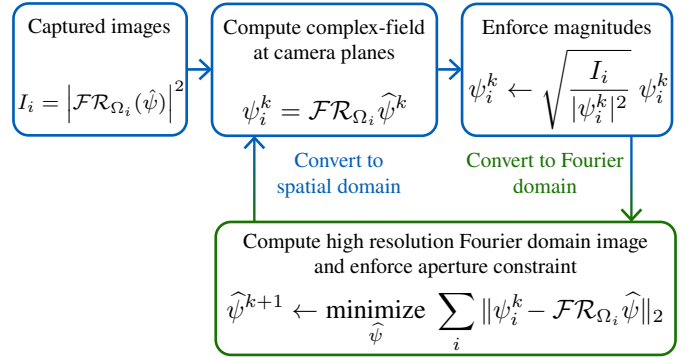 Captured images
I_i = |𝓕𝓡_{Ω_i}(ψ̂)|^2
Compute complex-field
at camera planes
ψ_i^k = 𝓕𝓡_{Ω_i} ψ̂^k
Enforce magnitudes
ψ_i^k ← √(I_i / |ψ_i^k|^2) ψ_i^k
Convert to
spatial domain
Convert to Fourier
domain
Compute high resolution Fourier domain image
and enforce aperture constraint
ψ̂^{k+1} ← minimize_{ψ̂} ∑_i ‖ψ_i^k − 𝓕𝓡_{Ω_i} ψ̂‖_2